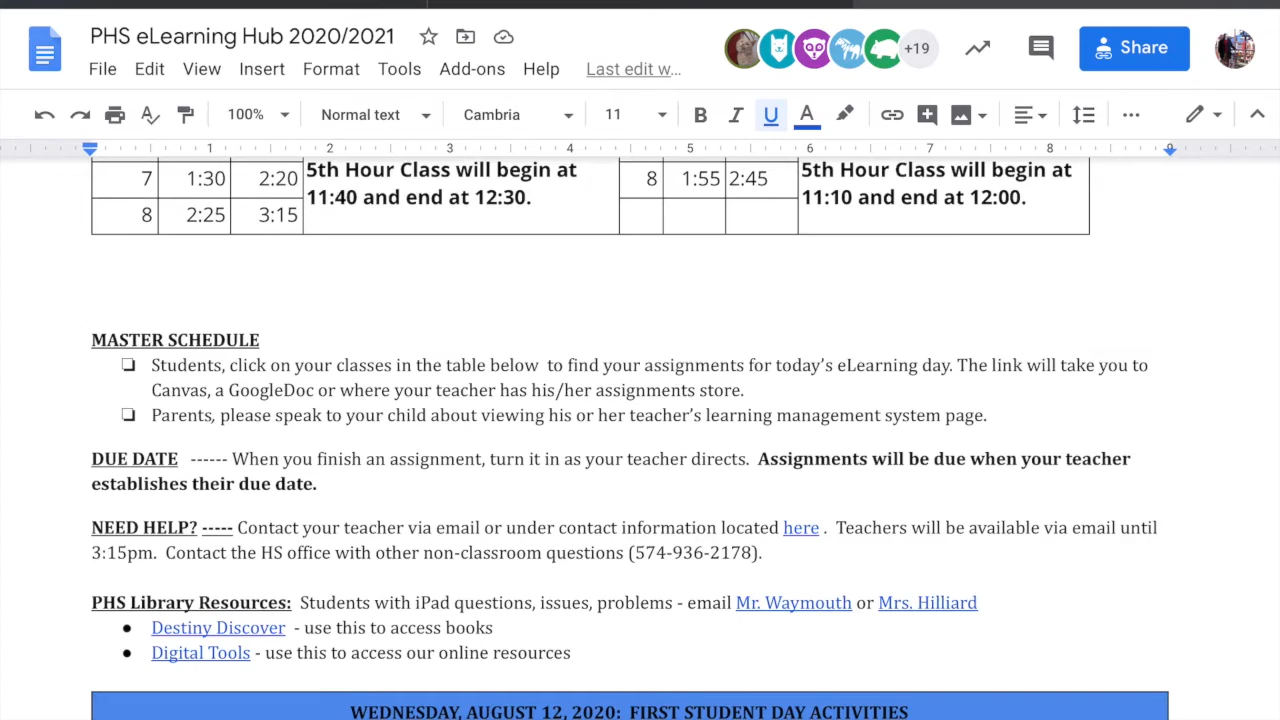 PHS eLearning Hub 2020/2021
+19
Share
File Edit View Insert Format Tools Add-ons Help Last edit w...
100% Normal text Cambria 11 B I U A
1 2 3 4 5 6 7 8 9
7 1:30 2:20 5th Hour Class will begin at 8 1:55 2:45 5th Hour Class will begin at
11:40 and end at 12:30. 11:10 and end at 12:00.
8 2:25 3:15
MASTER SCHEDULE
Students, click on your classes in the table below to find your assignments for today’s eLearning day. The link will take you to
Canvas, a GoogleDoc or where your teacher has his/her assignments store.
Parents, please speak to your child about viewing his or her teacher’s learning management system page.
DUE DATE ------ When you finish an assignment, turn it in as your teacher directs. Assignments will be due when your teacher
establishes their due date.
NEED HELP? ----- Contact your teacher via email or under contact information located here . Teachers will be available via email until
3:15pm. Contact the HS office with other non-classroom questions (574-936-2178).
PHS Library Resources: Students with iPad questions, issues, problems - email Mr. Waymouth or Mrs. Hilliard
● Destiny Discover - use this to access books
● Digital Tools - use this to access our online resources
WEDNESDAY, AUGUST 12, 2020: FIRST STUDENT DAY ACTIVITIES